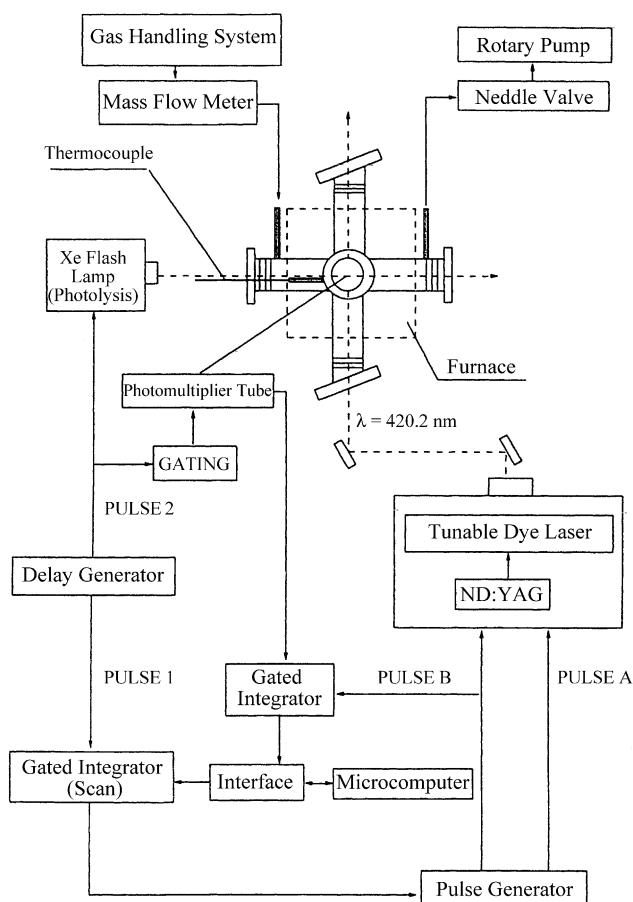 Gas Handling System
Mass Flow Meter
Rotary Pump
Neddle Valve
Thermocouple
Xe Flash
Lamp
(Photolysis)
Furnace
Photomultiplier Tube
λ = 420.2 nm
GATING
PULSE 2
Tunable Dye Laser
ND:YAG
Delay Generator
PULSE 1
Gated
Integrator
PULSE B
PULSE A
Gated Integrator
(Scan)
Interface
Microcomputer
Pulse Generator